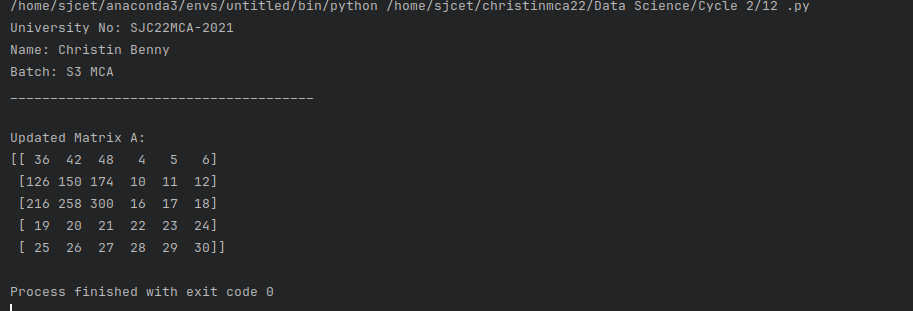 /home/sjcet/anaconda3/envs/untitled/bin/python /home/sjcet/christinmca22/Data Science/Cycle 2/12 .py
University No: SJC22MCA-2021
Name: Christin Benny
Batch: S3 MCA
______________________________________
Updated Matrix A:
[[ 36  42  48   4   5   6]
 [126 150 174  10  11  12]
 [216 258 300  16  17  18]
 [ 19  20  21  22  23  24]
 [ 25  26  27  28  29  30]]
Process finished with exit code 0